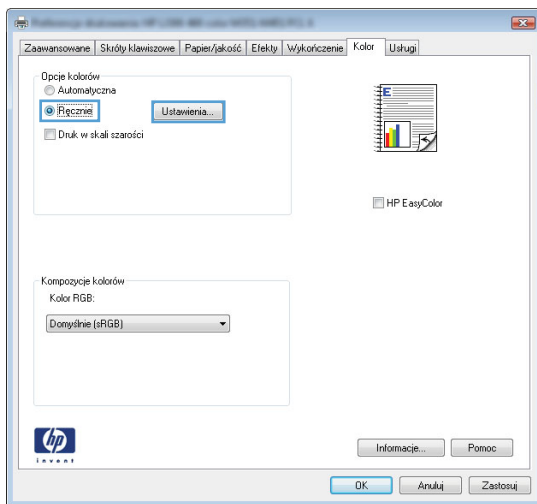 Zaawansowane Skróty klawiszowe Papier/jakość Efekty Wykończenie Kolor Usługi
Opcje kolorów
Automatyczna
Ręcznie
Ustawienia...
Druk w skali szarości
E
HP EasyColor
Kompozycje kolorów
Kolor RGB:
Domyślnie (sRGB)
hp
invent
Informacje... Pomoc
OK Anuluj Zastosuj